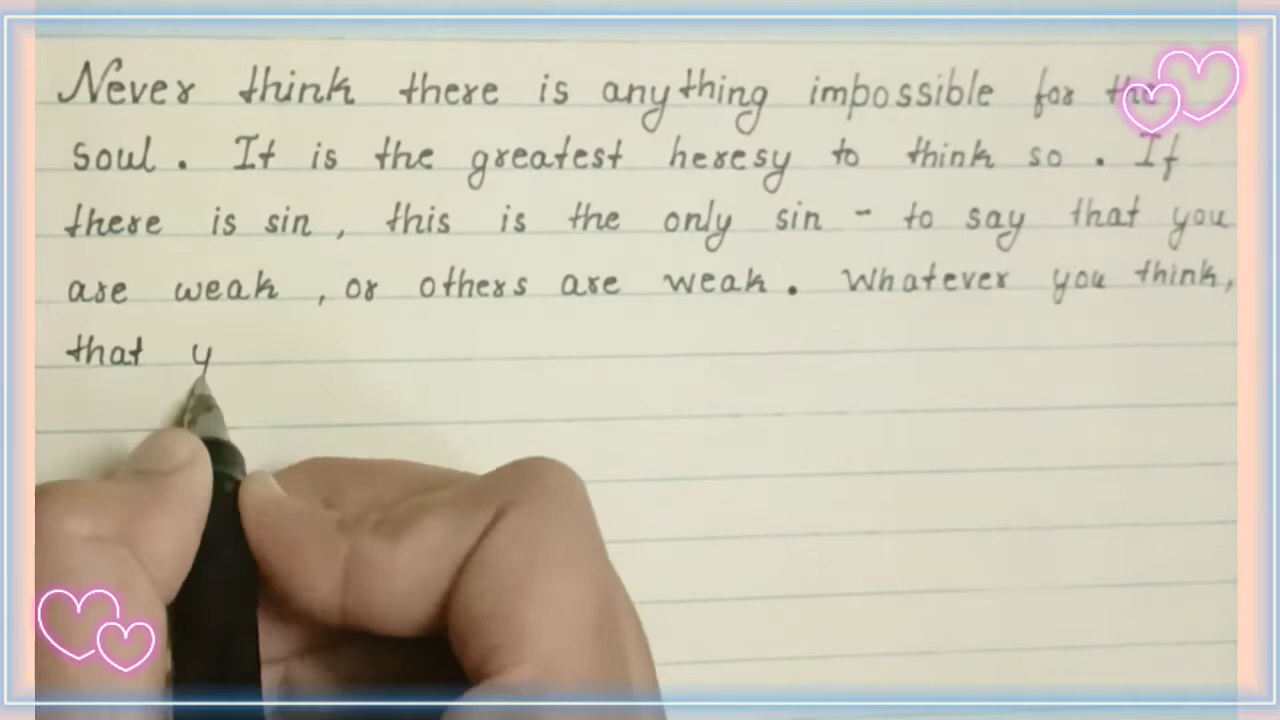 Never think there is anything impossible for the
soul. It is the greatest heresy to think so. If
there is sin, this is the only sin - to say that you
are weak, or others are weak. Whatever you think,
that y